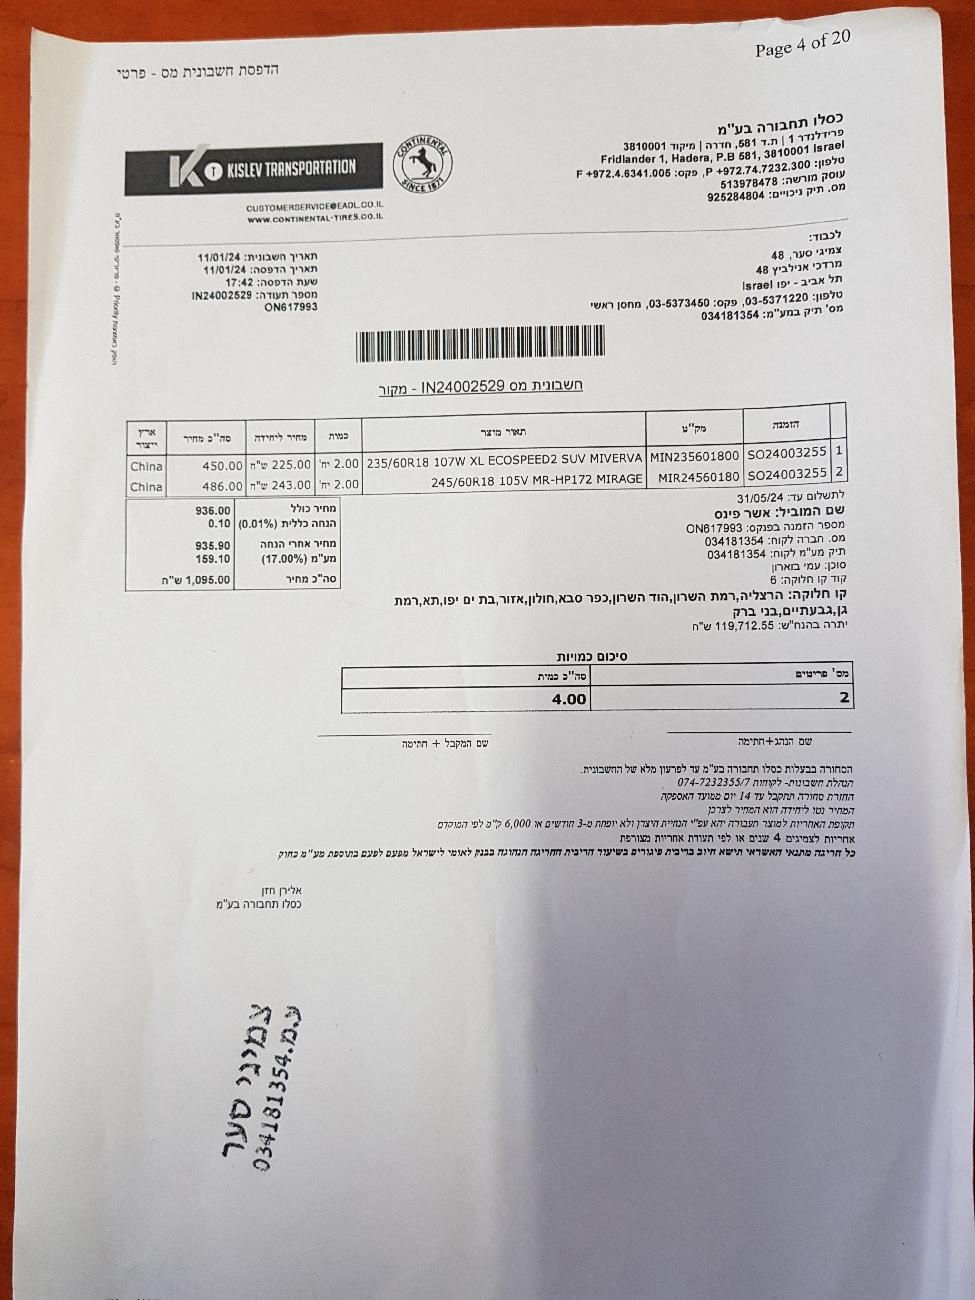 Page 4 of 20
הדפסת חשבונית מס - פרטי
כסלו תחבורה בע"מ
פרידלנדר 1 | ת.ד 581, חדרה | מיקוד 3810001
Fridlander 1, Hadera, P.B 581, 3810001 Israel
טלפון: P +972.74.7232.300, פקס: F +972.4.6341.005
עוסק מורשה: 513978478
מס. תיק ניכויים: 925284804
KISLEV TRANSPORTATION
CONTINENTAL
SINCE 1871
CUSTOMERSERVICE@EADL.CO.IL
WWW.CONTINENTAL-TIRES.CO.IL
לכבוד:
צמיגי סער, 48
מרדכי אנילביץ 48
תל אביב - יפו Israel
טלפון: 03-5371220, פקס: 03-5373450, מחסן ראשי
מס' תיק במע"מ: 034181354
תאריך חשבונית: 11/01/24
תאריך הדפסה: 11/01/24
שעת הדפסה: 17:42
מספר תעודה: IN24002529
ON617993
חשבונית מס IN24002529 - מקור
הזמנה מק"ט תאור מוצר כמות מחיר ליחידה סה"כ מחיר ארץ ייצור
1 SO24003255 MIN235601800 235/60R18 107W XL ECOSPEED2 SUV MIVERVA 2.00 יח' 225.00 ש"ח 450.00 China
2 SO24003255 MIR24560180 245/60R18 105V MR-HP172 MIRAGE 2.00 יח' 243.00 ש"ח 486.00 China
מחיר כולל 936.00
הנחה כללית (0.01%) 0.10
מחיר אחרי הנחה 935.90
מע"מ (17.00%) 159.10
סה"כ מחיר 1,095.00 ש"ח
לתשלום עד: 31/05/24
שם המוביל: אשר פינס
מספר הזמנה בפנקס: ON617993
מס. חברה לקוח: 034181354
תיק מע"מ לקוח: 034181354
סוכן: עמי בוארון
קוד קו חלוקה: 6
קו חלוקה: הרצליה,רמת השרון,הוד השרון,כפר סבא,חולון,אזור,בת ים יפו,תא,רמת
גן,גבעתיים,בני ברק
יתרה בהנח"ש: 119,712.55 ש"ח
סיכום כמויות
מס' פריטים סה"כ כמות
2 4.00
שם הנהג+חתימה
שם המקבל + חתימה
הסחורה בבעלות כסלו תחבורה בע"מ עד לפרעון מלא של החשבונית.
הנהלת חשבונות- לקוחות 074-7232355/7
החזרת סחורה תתקבל עד 14 יום ממועד האספקה
המחיר נטו ליחידה הוא המחיר לצרכן
תקופת האחריות למוצר תעבורה יהא עפ"י הנחיית היצרן ולא יופחת מ-3 חודשים או 6,000 ק"מ לפי המוקדם
אחריות לצמיגים 4 שנים או לפי תעודת אחריות מצורפת
כל חריגה מתנאי האשראי תישא חיוב בריבית פיגורים בשיעור הריבית החריגה הנהוגה בבנק לאומי לישראל מפעם לפעם בתוספת מע"מ כחוק
אלירן חזן
כסלו תחבורה בע"מ
צמיגי סער
ע.מ.034181354